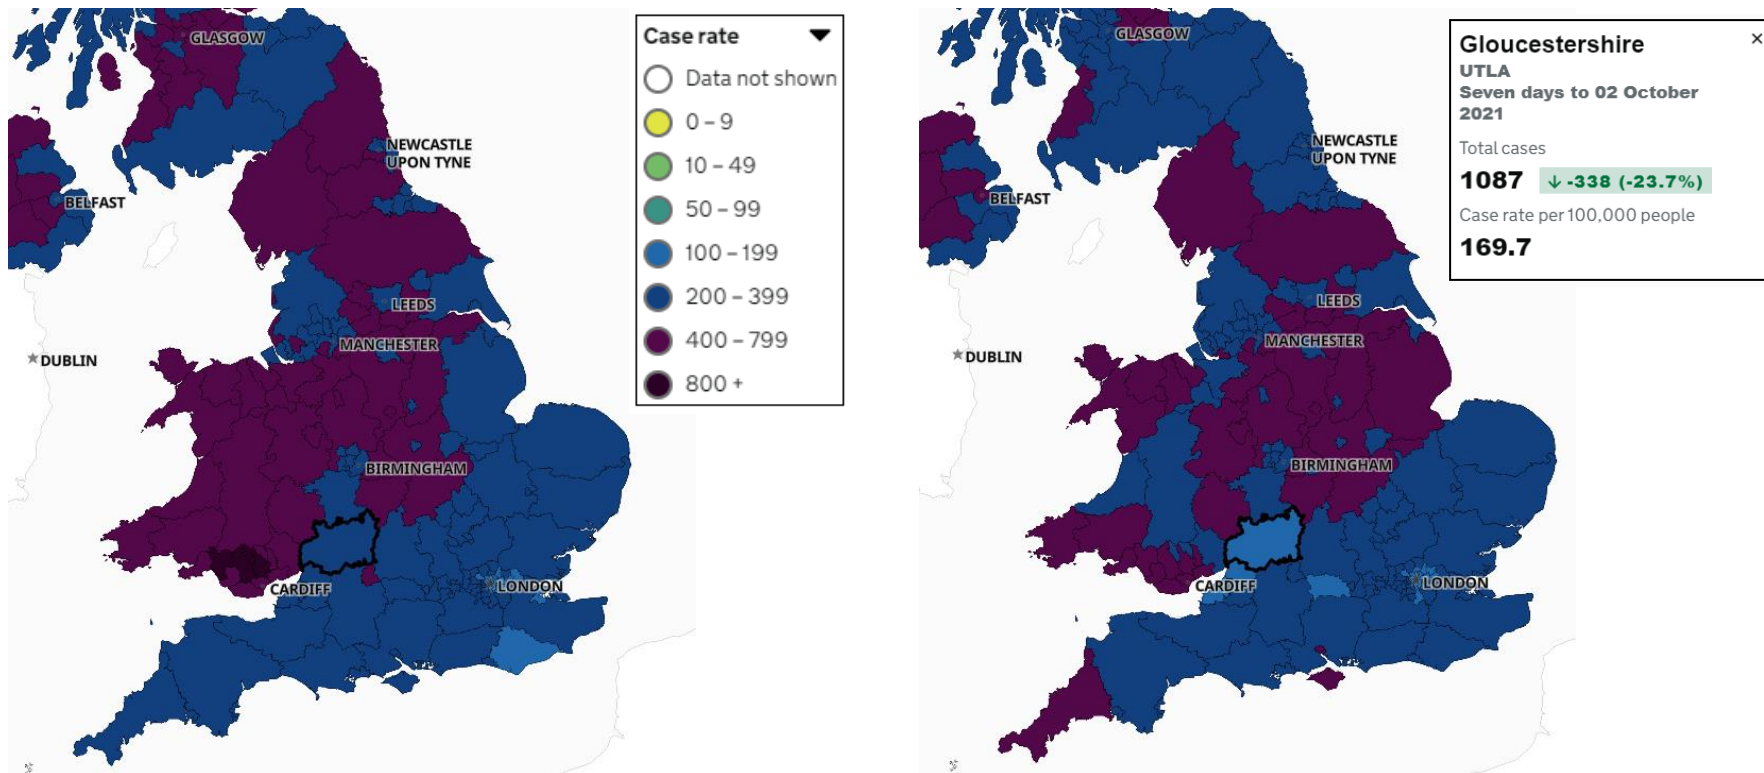 GLASGOW
NEWCASTLE
UPON TYNE
BELFAST
LEEDS
MANCHESTER
DUBLIN
BIRMINGHAM
CARDIFF
LONDON
Case rate
Data not shown
0 – 9
10 – 49
50 – 99
100 – 199
200 – 399
400 – 799
800 +
GLASGOW
NEWCASTLE
UPON TYNE
BELFAST
LEEDS
MANCHESTER
DUBLIN
BIRMINGHAM
CARDIFF
LONDON
Gloucestershire
UTLA
Seven days to 02 October
2021
Total cases
1087 ↓ -338 (-23.7%)
Case rate per 100,000 people
169.7